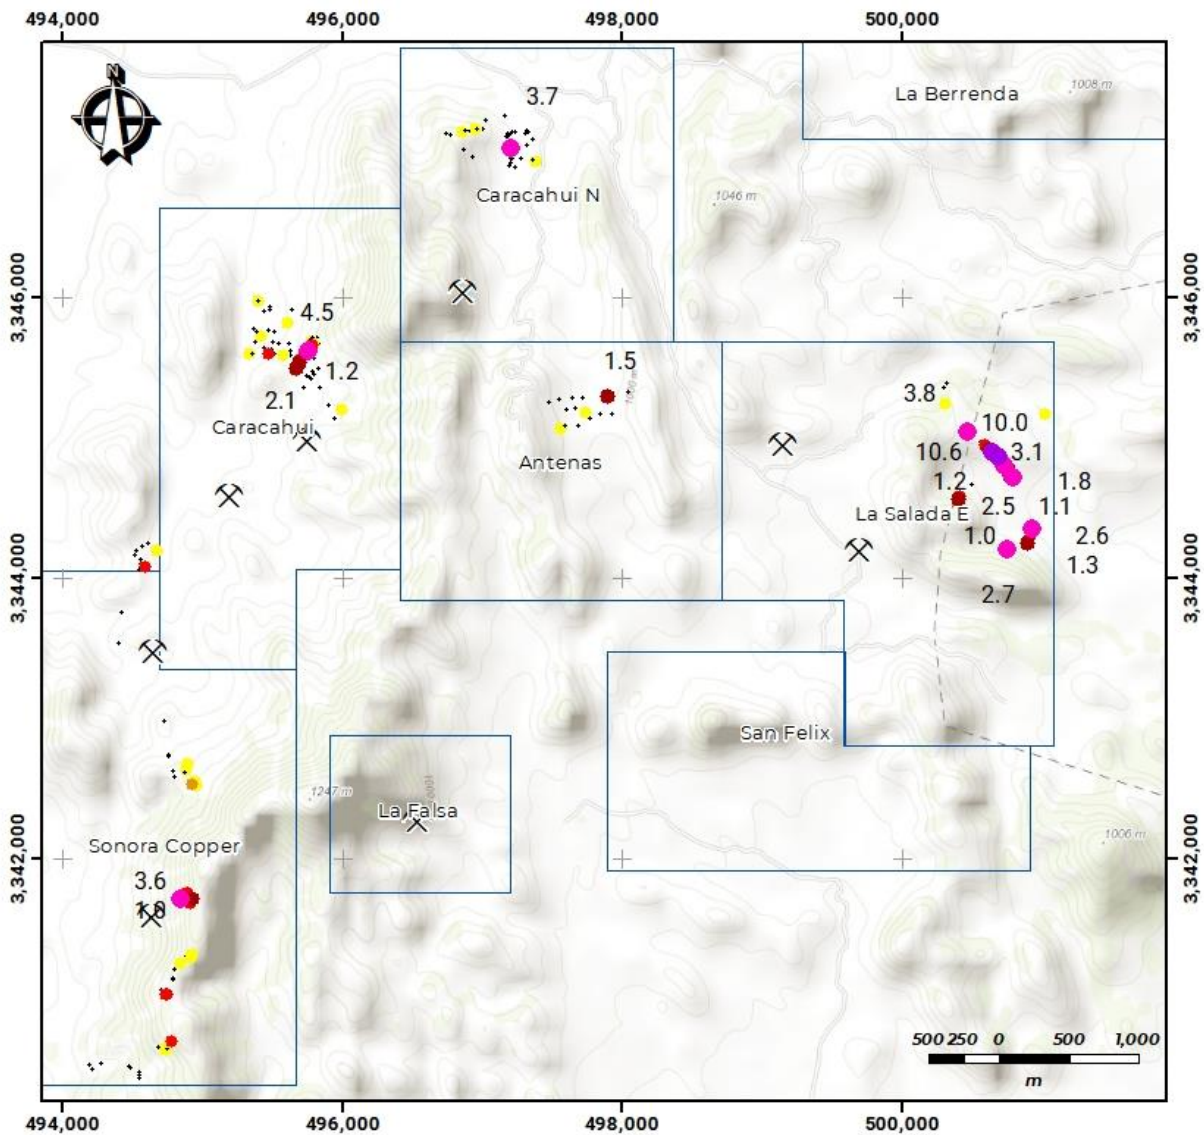 494,000
496,000
498,000
500,000
N
3.7
La Berrenda
1008 m
Caracahui N
1046 m
3,346,000
3,346,000
4.5
1.2
2.1
Caracahui
1.5
Antenas
3.8
10.0
10.6
3.1
1.2
1.8
2.5
1.1
La Salada E
1.0
2.6
1.3
2.7
3,344,000
3,344,000
San Felix
1247 m
1000
La Falsa
1006 m
Sonora Copper
3,342,000
3,342,000
3.6
500 250 0 500 1,000
m
494,000
496,000
498,000
500,000